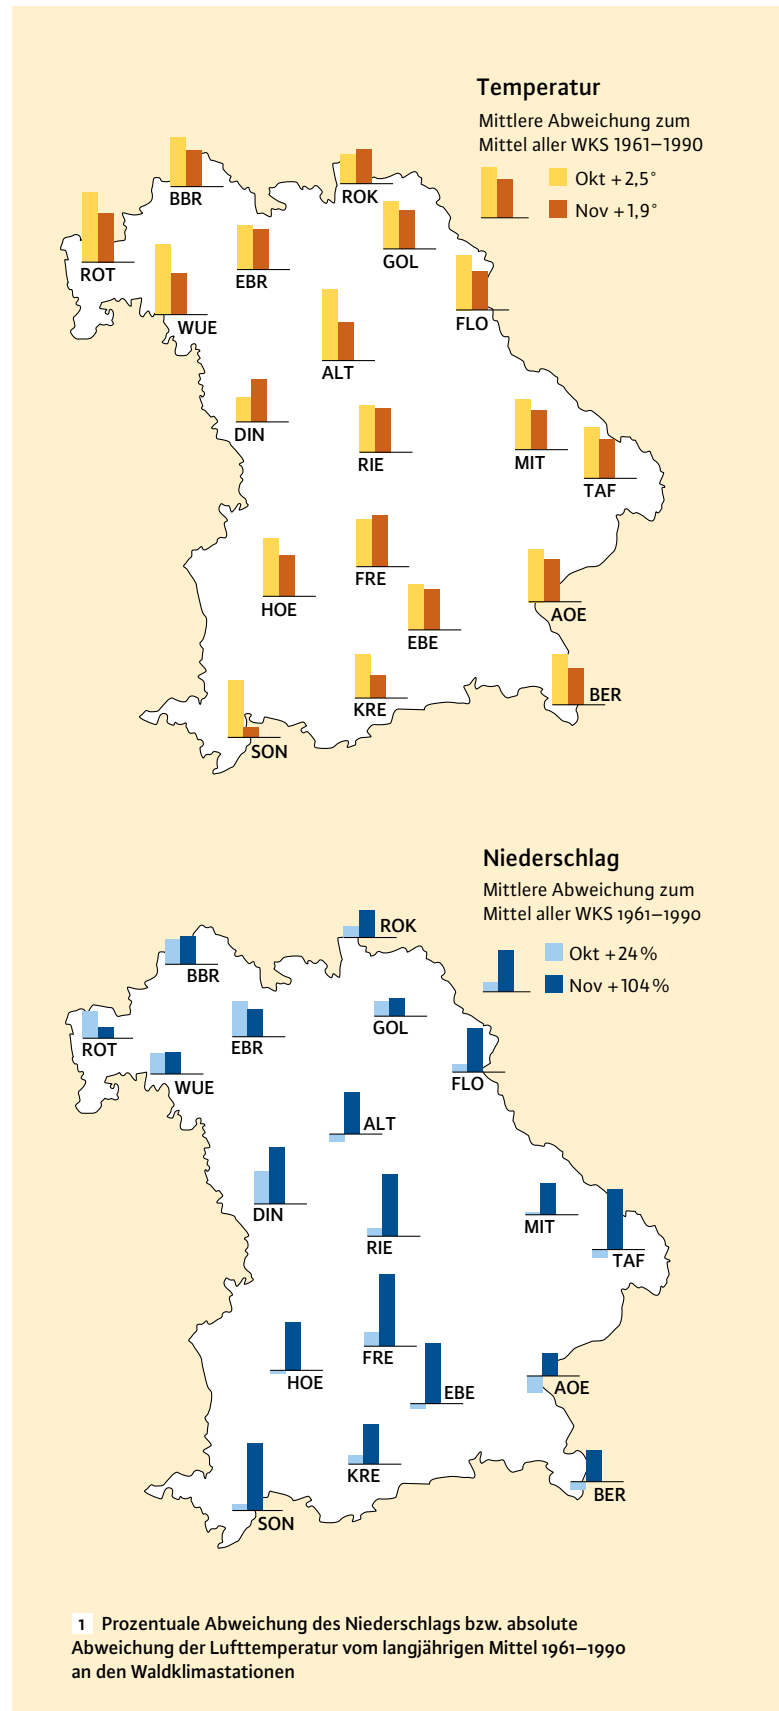 Temperatur
Mittlere Abweichung zum
Mittel aller WKS 1961–1990
Okt +2,5°
Nov +1,9°
BBR
ROK
ROT
EBR
GOL
WUE
FLO
ALT
DIN
RIE
MIT
TAF
FRE
HOE
AOE
EBE
BER
KRE
SON
Niederschlag
Mittlere Abweichung zum
Mittel aller WKS 1961–1990
Okt +24%
Nov +104%
ROK
BBR
GOL
ROT
EBR
WUE
FLO
ALT
DIN
MIT
RIE
TAF
FRE
HOE
AOE
EBE
KRE
BER
SON
1 Prozentuale Abweichung des Niederschlags bzw. absolute
Abweichung der Lufttemperatur vom langjährigen Mittel 1961–1990
an den Waldklimastationen